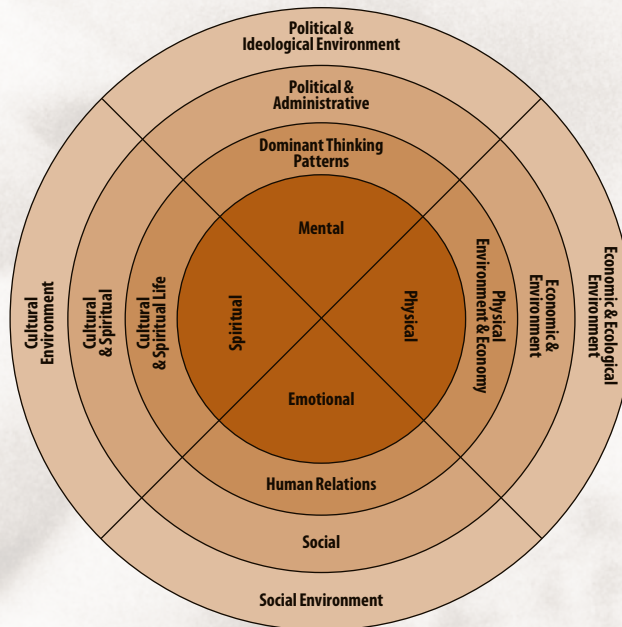 Political &
Ideological Environment
Political &
Administrative
Dominant Thinking
Patterns
Mental
Cultural
Environment
Cultural
& Spiritual
Cultural
& Spiritual Life
Spiritual
Physical
Physical
Environment & Economy
Economic &
Environment
Economic & Ecological
Environment
Emotional
Human Relations
Social
Social Environment